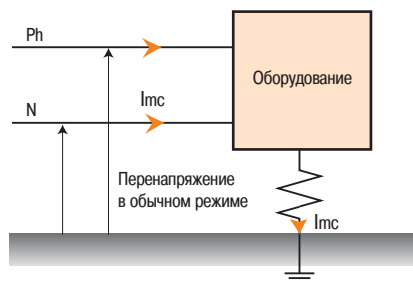 Ph
Оборудование
Imc
N
Перенапряжение
в обычном режиме
Imc